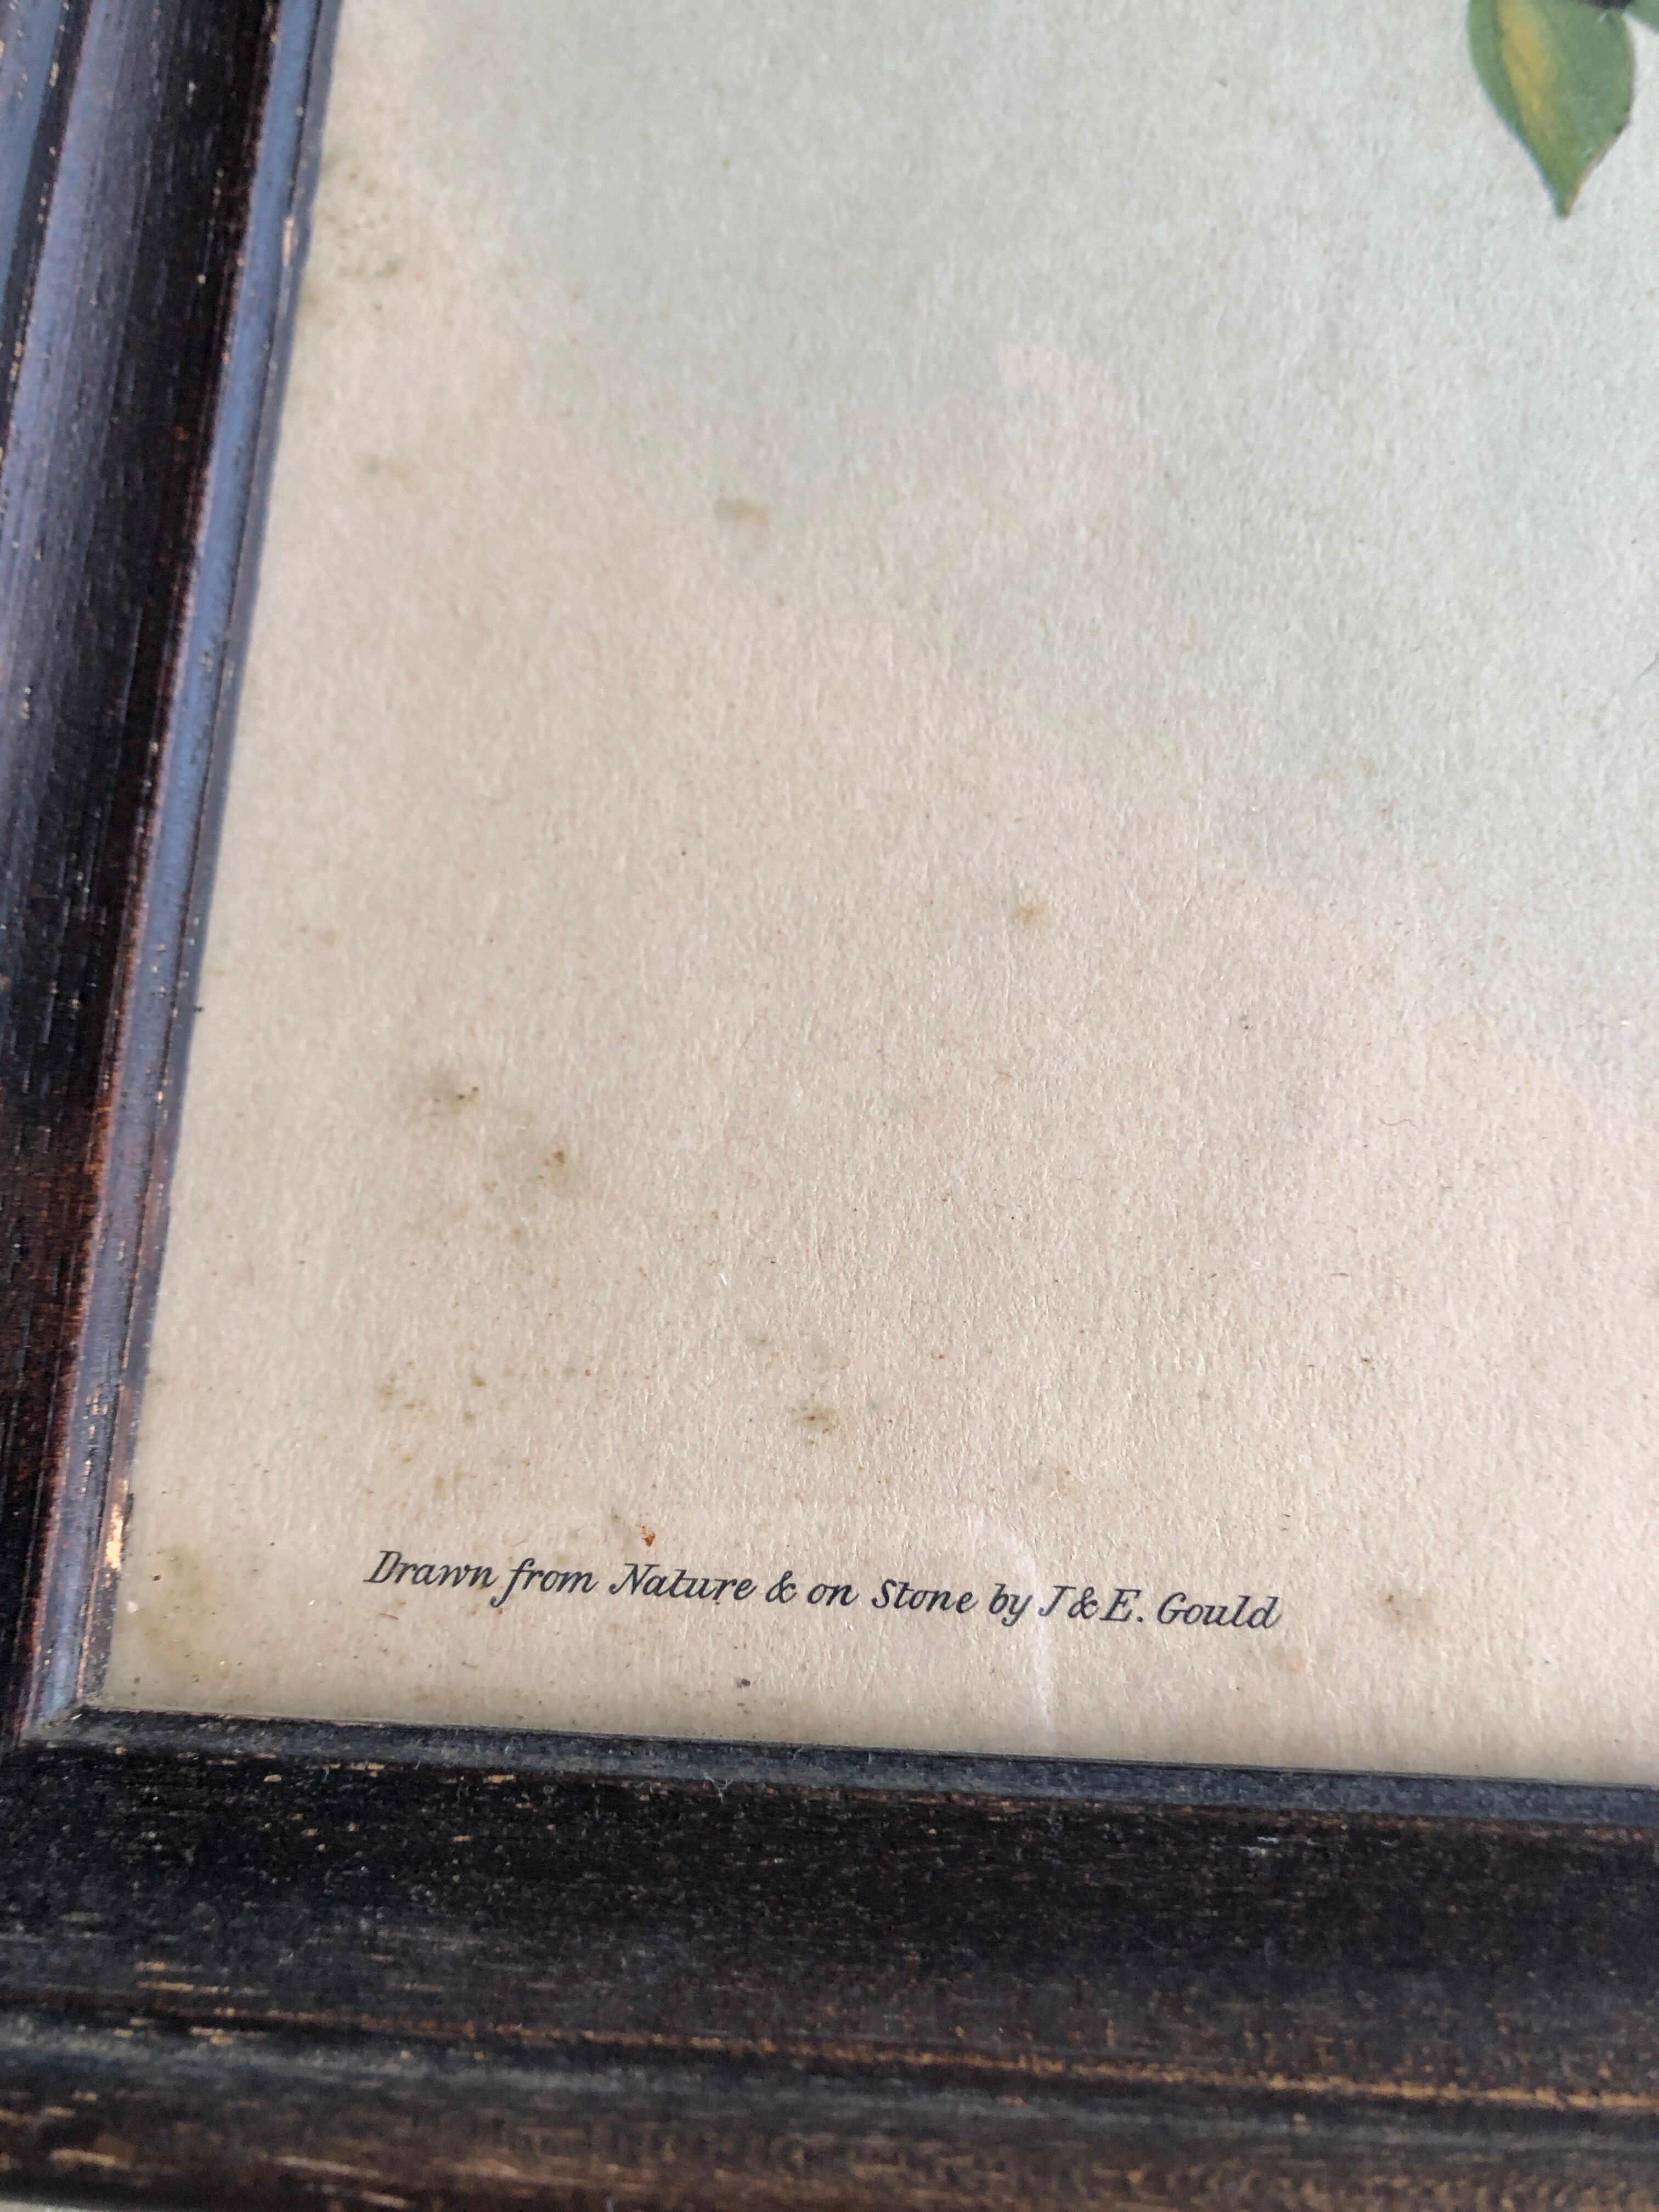 Drawn from Nature & on Stone by J & E. Gould